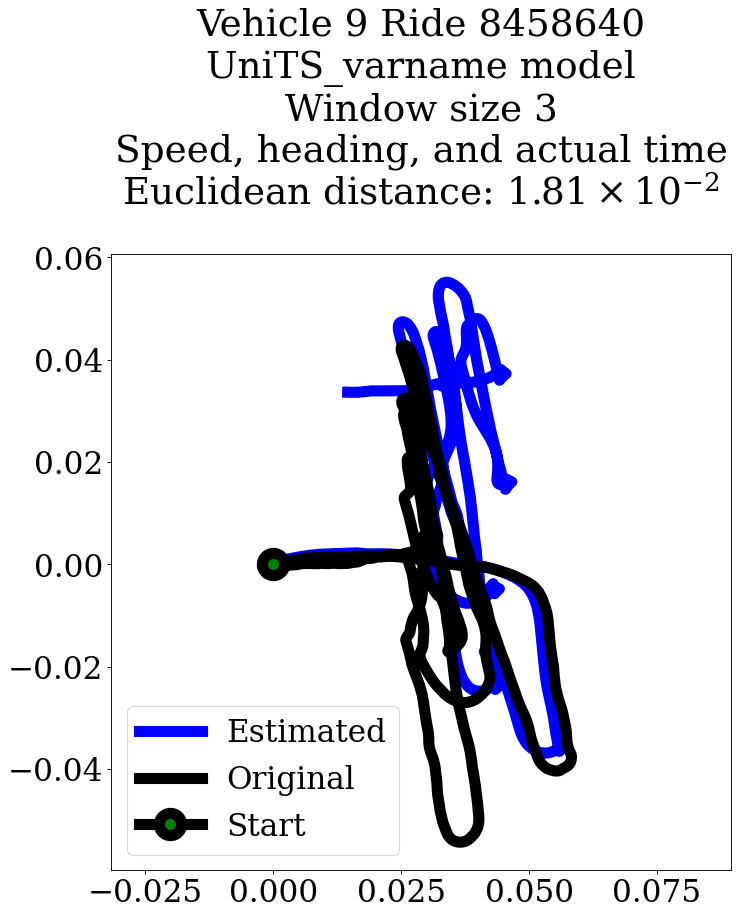 Vehicle 9 Ride 8458640
UniTS_varname model
Window size 3
Speed, heading, and actual time
Euclidean distance: 1.81 × 10⁻²
0.06
0.04
0.02
0.00
−0.02
−0.04
Estimated
Original
Start
−0.025 0.000 0.025 0.050 0.075